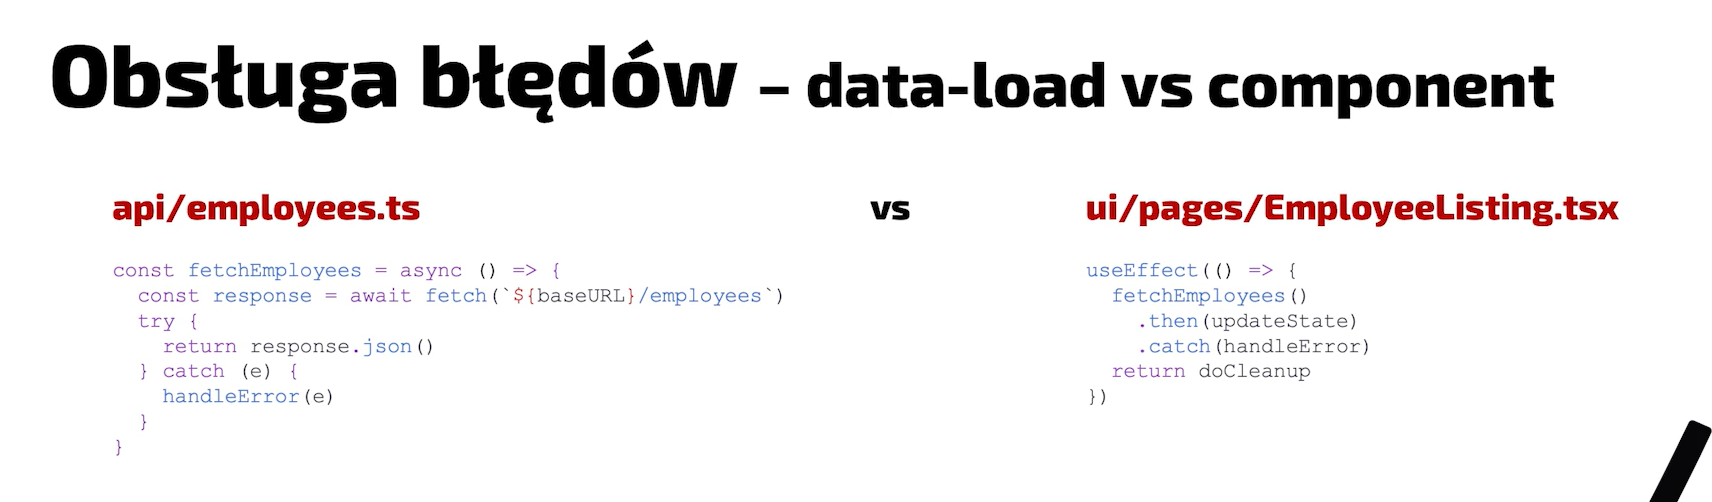 Obsługa błędów – data-load vs component
api/employees.ts
const fetchEmployees = async () => {
  const response = await fetch(`${baseURL}/employees`)
  try {
    return response.json()
  } catch (e) {
    handleError(e)
  }
}
vs
ui/pages/EmployeeListing.tsx
useEffect(() => {
  fetchEmployees()
    .then(updateState)
    .catch(handleError)
  return doCleanup
})